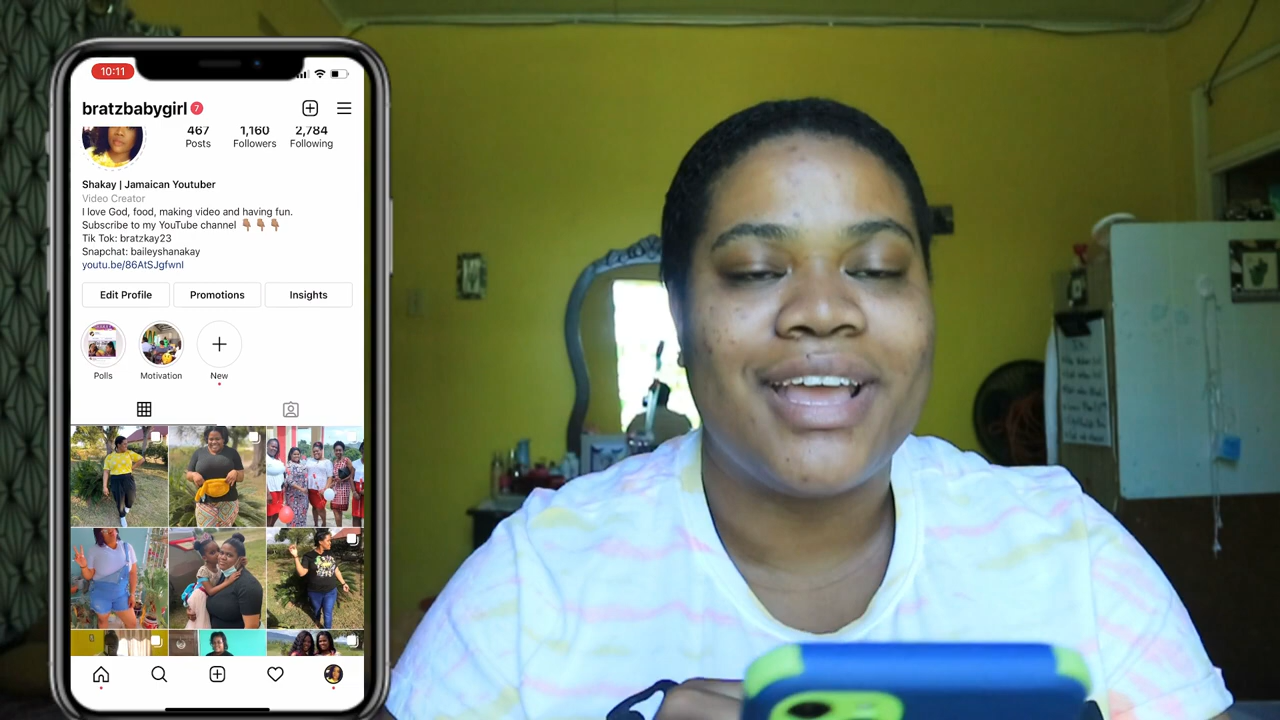 10:11
bratzbabygirl 7
467 1,160 2,784
Posts Followers Following
Shakay | Jamaican Youtuber
Video Creator
I love God, food, making video and having fun.
Subscribe to my YouTube channel 👇🏽👇🏽👇🏽
Tik Tok: bratzkay23
Snapchat: baileyshanakay
youtu.be/86AtSJgfwnI
Edit Profile Promotions Insights
Polls Motivation New